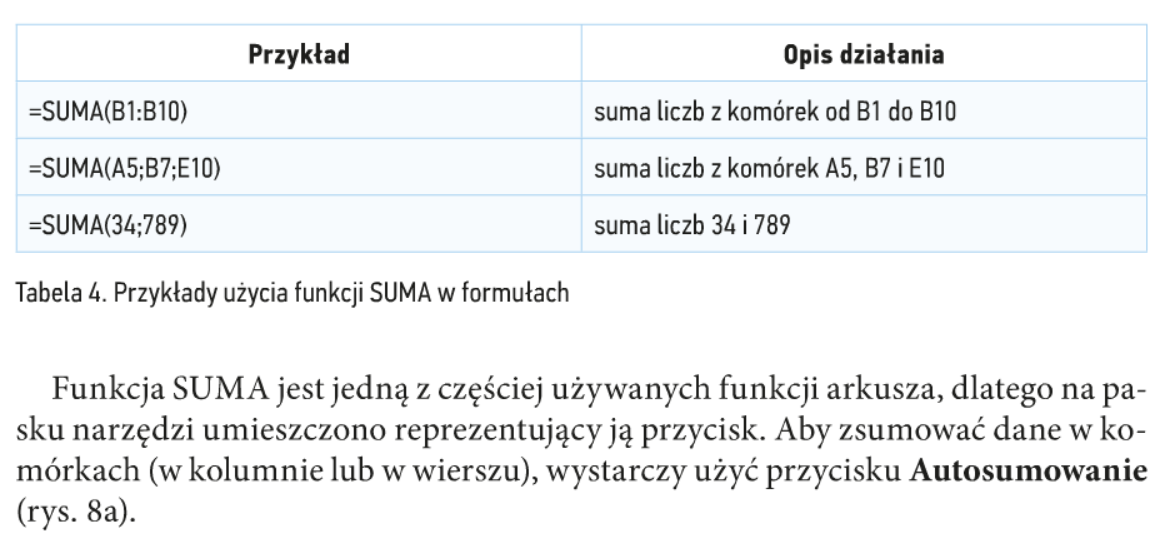 Przykład
Opis działania
=SUMA(B1:B10)
suma liczb z komórek od B1 do B10
=SUMA(A5;B7;E10)
suma liczb z komórek A5, B7 i E10
=SUMA(34;789)
suma liczb 34 i 789
Tabela 4. Przykłady użycia funkcji SUMA w formułach
Funkcja SUMA jest jedną z częściej używanych funkcji arkusza, dlatego na pa-
sku narzędzi umieszczono reprezentujący ją przycisk. Aby zsumować dane w ko-
mórkach (w kolumnie lub w wierszu), wystarczy użyć przycisku Autosumowanie
(rys. 8a).